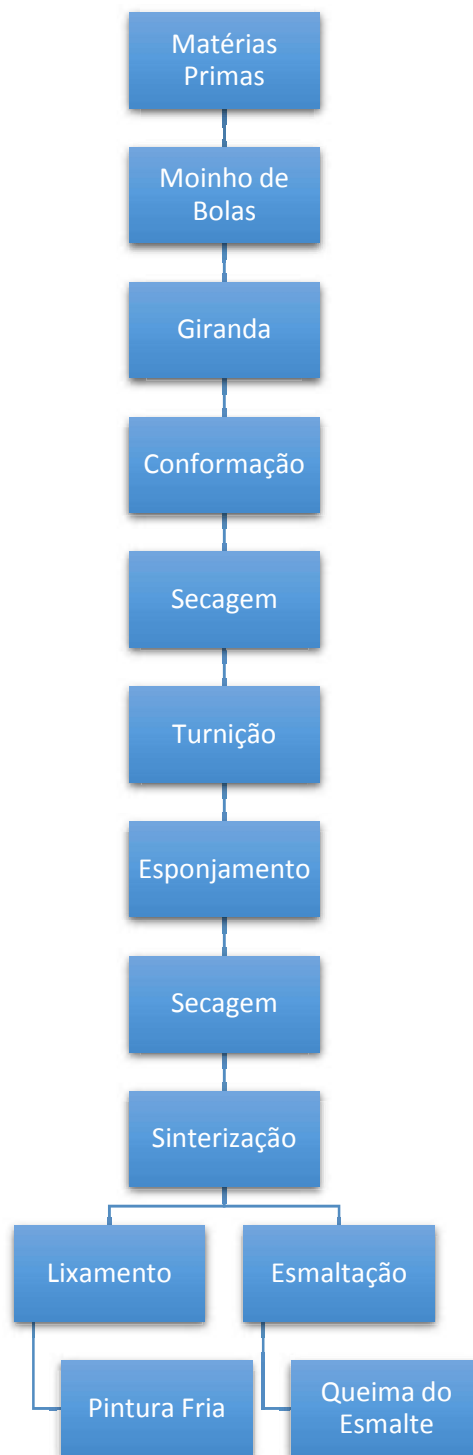 Matérias
Primas
Moinho de
Bolas
Giranda
Conformação
Secagem
Turnição
Esponjamento
Secagem
Sinterização
Lixamento
Esmaltação
Pintura Fria
Queima do
Esmalte